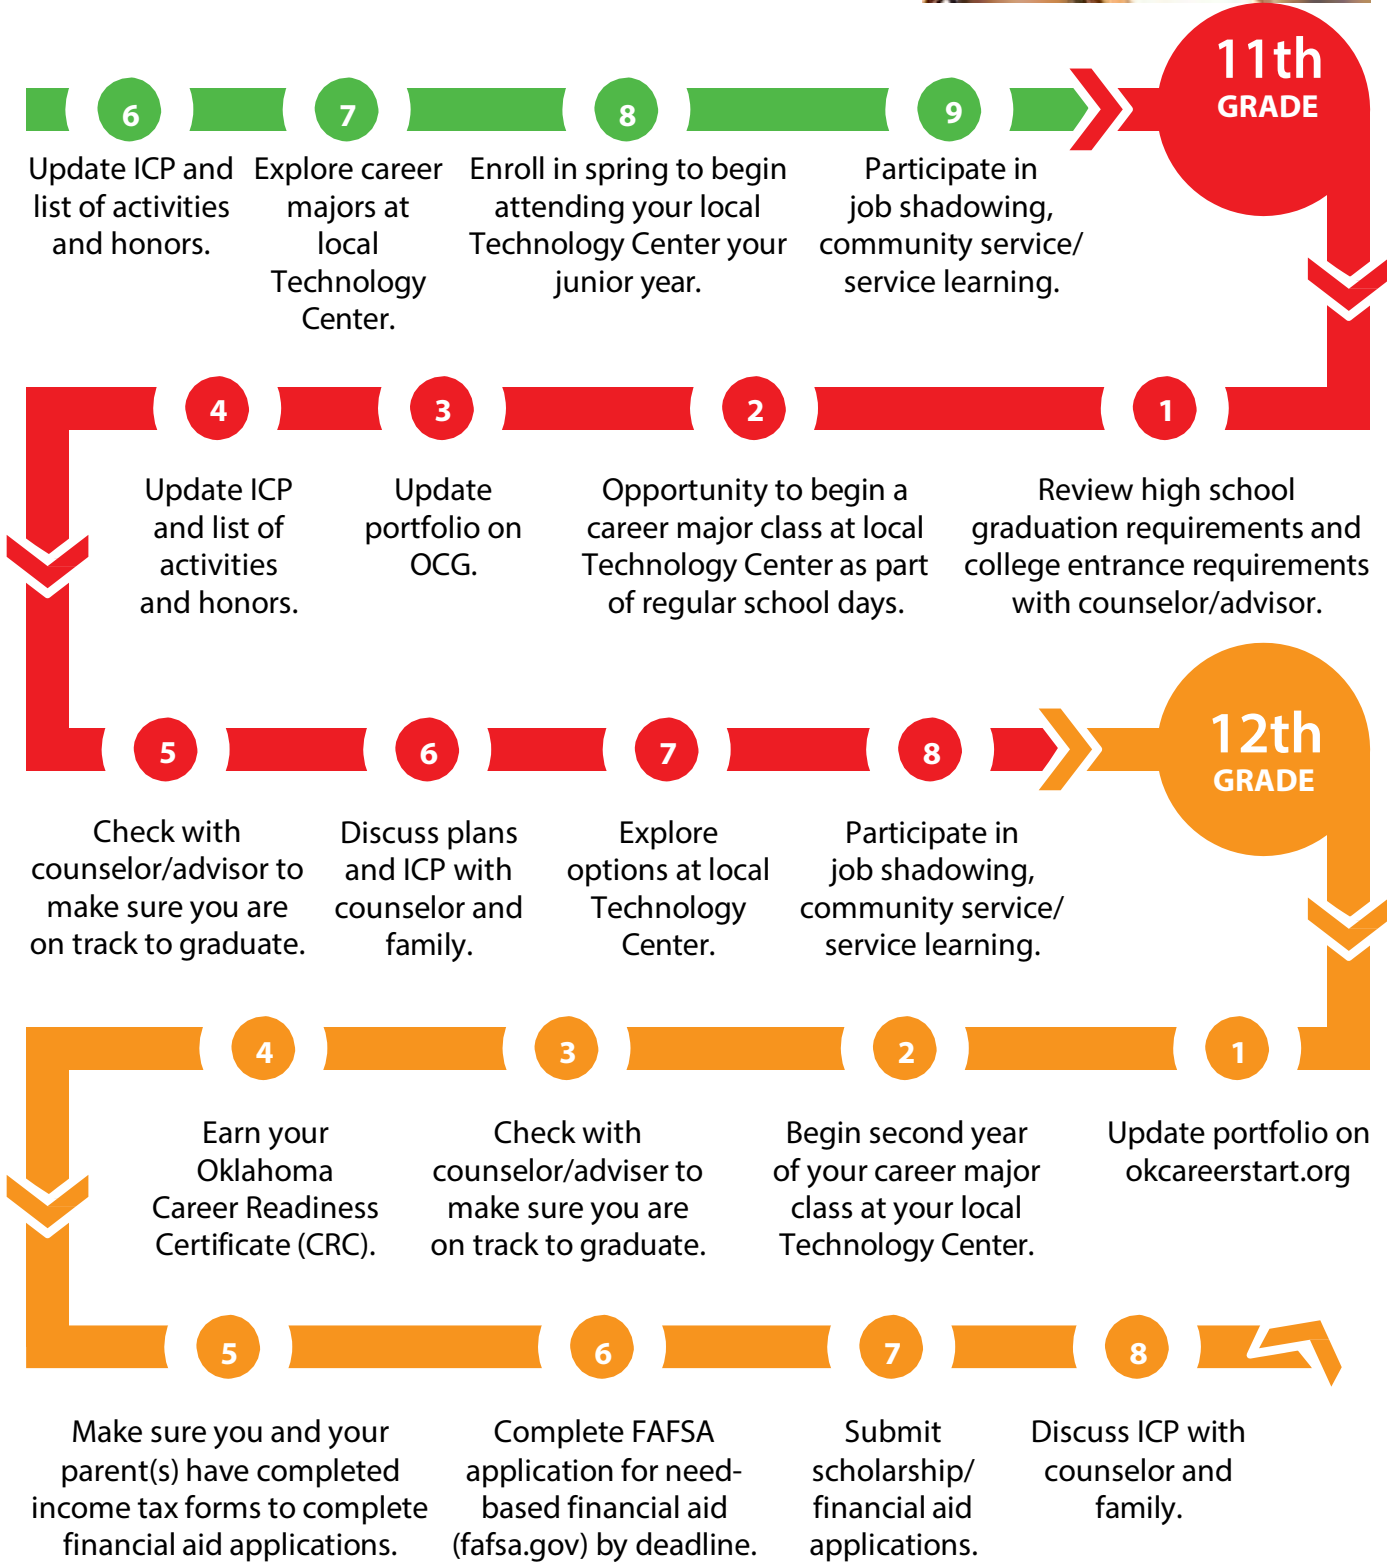 11th
GRADE
6
Update ICP and
list of activities
and honors.
7
Explore career
majors at
local
Technology
Center.
8
Enroll in spring to begin
attending your local
Technology Center your
junior year.
9
Participate in
job shadowing,
community service/
service learning.
1
Review high school
graduation requirements and
college entrance requirements
with counselor/advisor.
2
Opportunity to begin a
career major class at local
Technology Center as part
of regular school days.
3
Update
portfolio on
OCG.
4
Update ICP
and list of
activities
and honors.
5
Check with
counselor/advisor to
make sure you are
on track to graduate.
6
Discuss plans
and ICP with
counselor and
family.
7
Explore
options at local
Technology
Center.
8
Participate in
job shadowing,
community service/
service learning.
12th
GRADE
1
Update portfolio on
okcareerstart.org
2
Begin second year
of your career major
class at your local
Technology Center.
3
Check with
counselor/adviser to
make sure you are
on track to graduate.
4
Earn your
Oklahoma
Career Readiness
Certificate (CRC).
5
Make sure you and your
parent(s) have completed
income tax forms to complete
financial aid applications.
6
Complete FAFSA
application for need-
based financial aid
(fafsa.gov) by deadline.
7
Submit
scholarship/
financial aid
applications.
8
Discuss ICP with
counselor and
family.